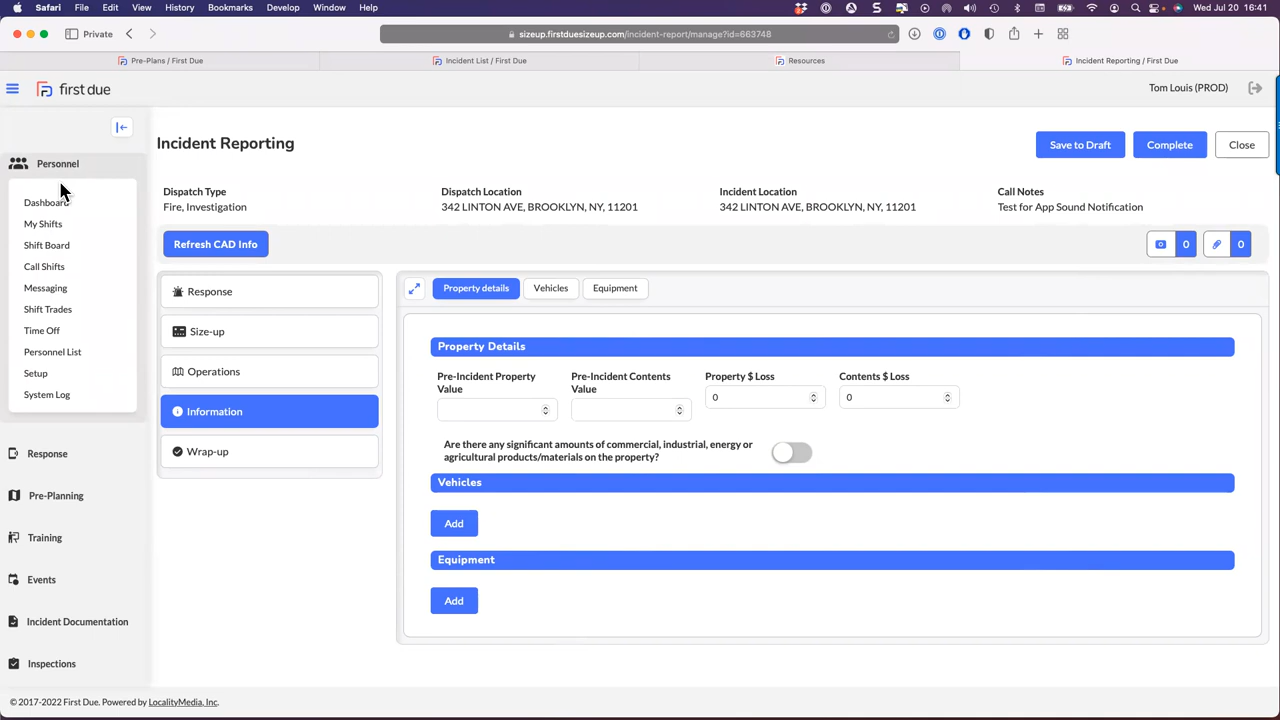 Safari File Edit View History Bookmarks Develop Window Help
Wed Jul 20 16:41
Private
sizeup.firstduesizeup.com/incident-report/manage?id=663748
Pre-Plans / First Due
Incident List / First Due
Resources
Incident Reporting / First Due
first due
Tom Louis (PROD)
Personnel
Dashboard
My Shifts
Shift Board
Call Shifts
Messaging
Shift Trades
Time Off
Personnel List
Setup
System Log
Response
Pre-Planning
Training
Events
Incident Documentation
Inspections
Incident Reporting
Save to Draft
Complete
Close
Dispatch Type
Fire, Investigation
Dispatch Location
342 LINTON AVE, BROOKLYN, NY, 11201
Incident Location
342 LINTON AVE, BROOKLYN, NY, 11201
Call Notes
Test for App Sound Notification
Refresh CAD Info
0
0
Response
Size-up
Operations
Information
Wrap-up
Property details
Vehicles
Equipment
Property Details
Pre-Incident Property
Value
Pre-Incident Contents
Value
Property $ Loss
0
Contents $ Loss
0
Are there any significant amounts of commercial, industrial, energy or
agricultural products/materials on the property?
Vehicles
Add
Equipment
Add
© 2017-2022 First Due. Powered by LocalityMedia, Inc.